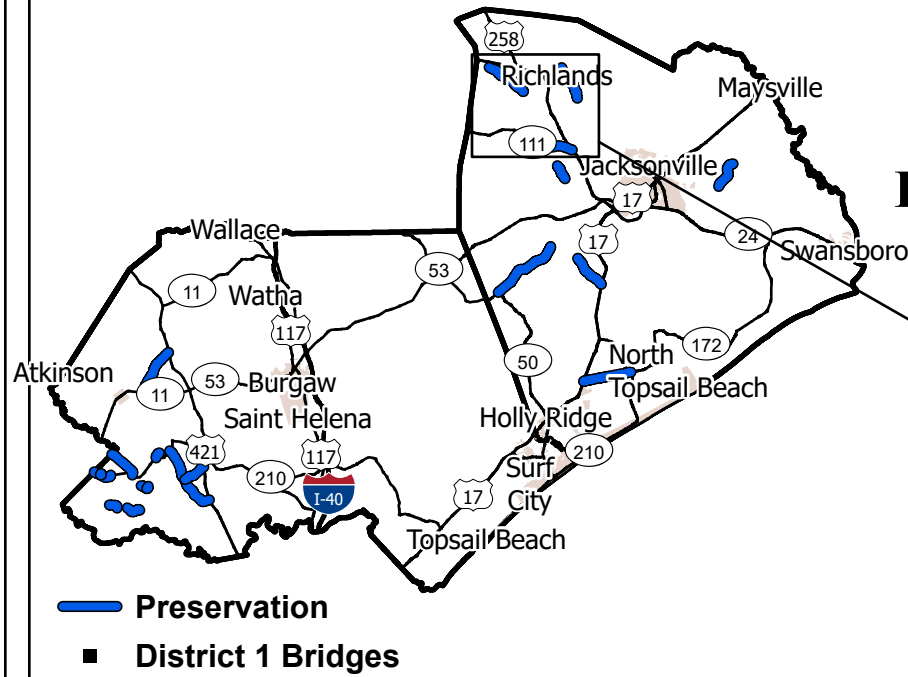 258
Richlands
Maysville
111
Jacksonville
17
24
17
Swansboro
Wallace
53
11
Watha
117
172
50
North
Topsail Beach
Atkinson
53
Burgaw
11
Saint Helena
Holly Ridge
421
117
210
210
Surf
City
I-40
17
Topsail Beach
Preservation
District 1 Bridges